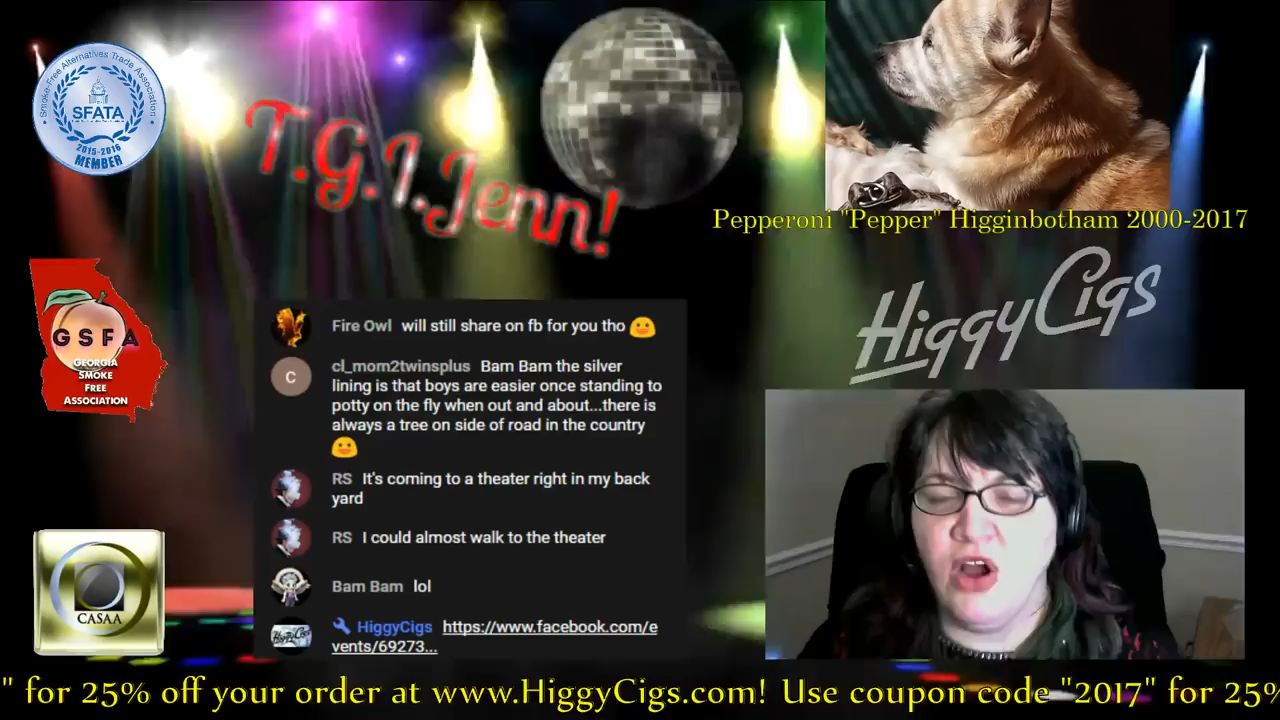 Smoke-Free Alternatives Trade Association
SFATA
2015-2016
MEMBER
T.G.I.Jenn!
Pepperoni "Pepper" Higginbotham 2000-2017
HiggyCigs
GSFA
GEORGIA
SMOKE
FREE
ASSOCIATION
Fire Owl will still share on fb for you tho
C
cl_mom2twinsplus Bam Bam the silver
lining is that boys are easier once standing to
potty on the fly when out and about...there is
always a tree on side of road in the country
RS It's coming to a theater right in my back
yard
RS I could almost walk to the theater
Bam Bam lol
HiggyCigs
HiggyCigs https://www.facebook.com/e
vents/69273...
CASAA
" for 25% off your order at www.HiggyCigs.com! Use coupon code "2017" for 25%